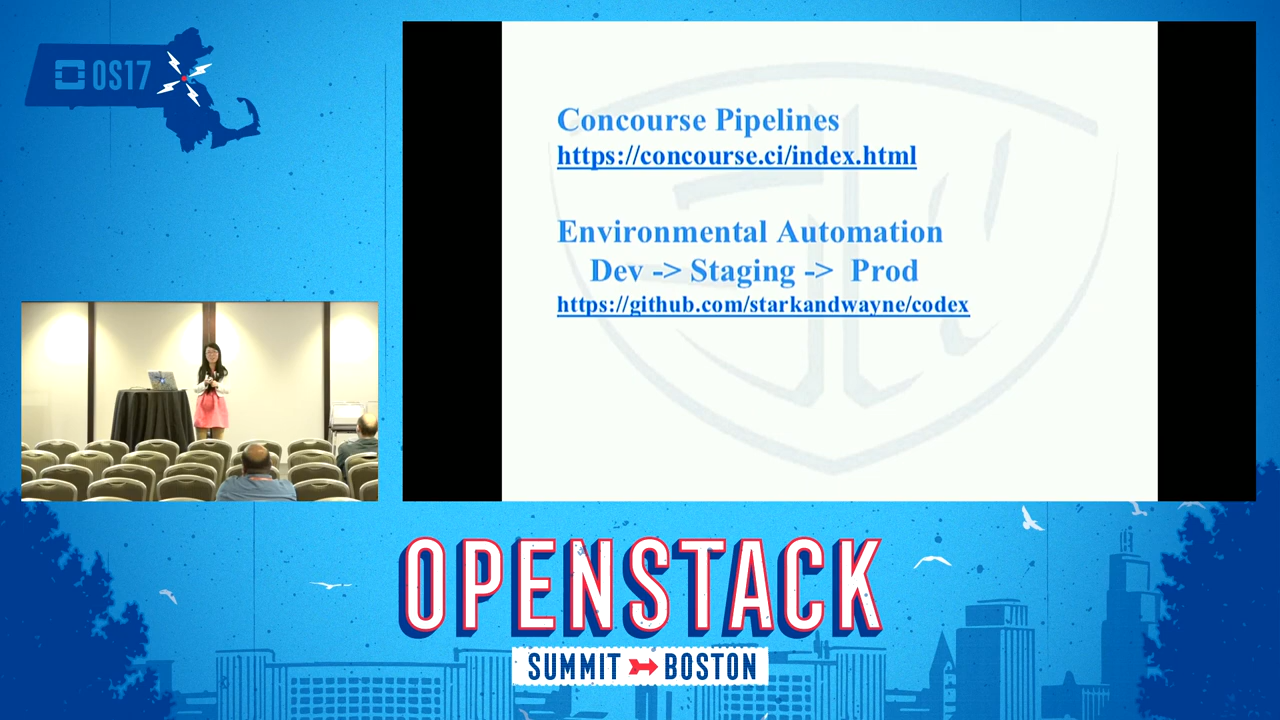 OS17
Concourse Pipelines
https://concourse.ci/index.html
Environmental Automation
Dev -> Staging -> Prod
https://github.com/starkandwayne/codex
OPENSTACK
SUMMIT BOSTON